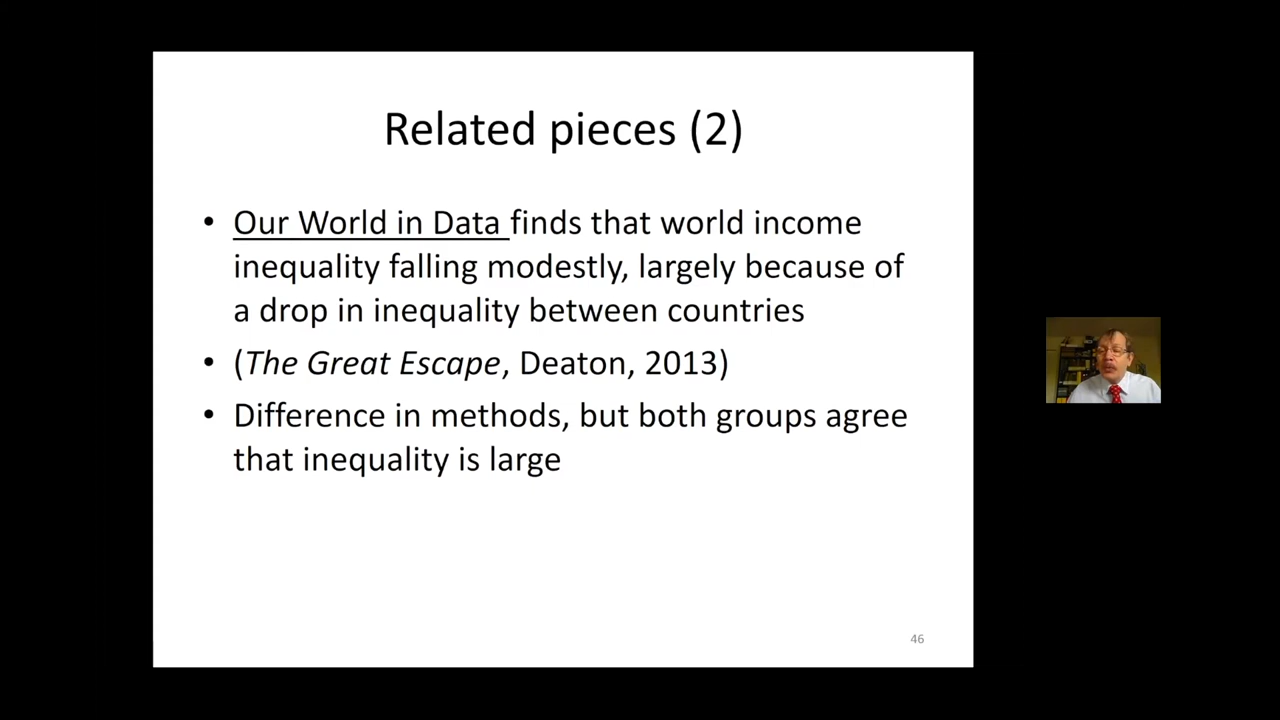 Related pieces (2)
• Our World in Data finds that world income
inequality falling modestly, largely because of
a drop in inequality between countries
• (The Great Escape, Deaton, 2013)
• Difference in methods, but both groups agree
that inequality is large
46